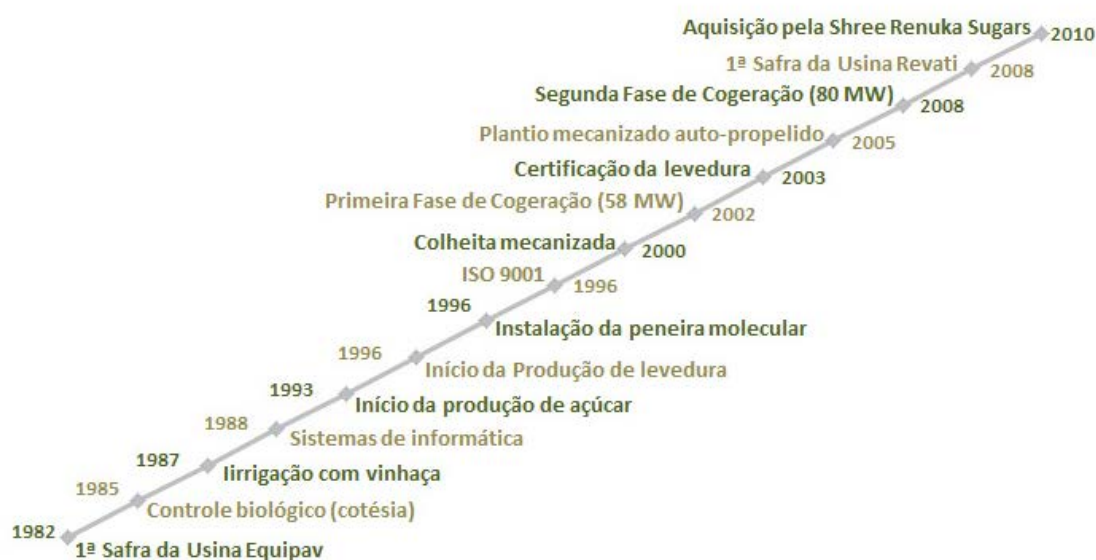 Aquisição pela Shree Renuka Sugars 2010
1ª Safra da Usina Revati 2008
Segunda Fase de Cogeração (80 MW) 2008
Plantio mecanizado auto-propelido 2005
Certificação da levedura 2003
Primeira Fase de Cogeração (58 MW) 2002
Colheita mecanizada 2000
ISO 9001 1996
1996 Instalação da peneira molecular
1996 Início da Produção de levedura
1993 Início da produção de açúcar
1988 Sistemas de informática
1987 Iirrigação com vinhaça
1985 Controle biológico (cotésia)
1982 1ª Safra da Usina Equipav